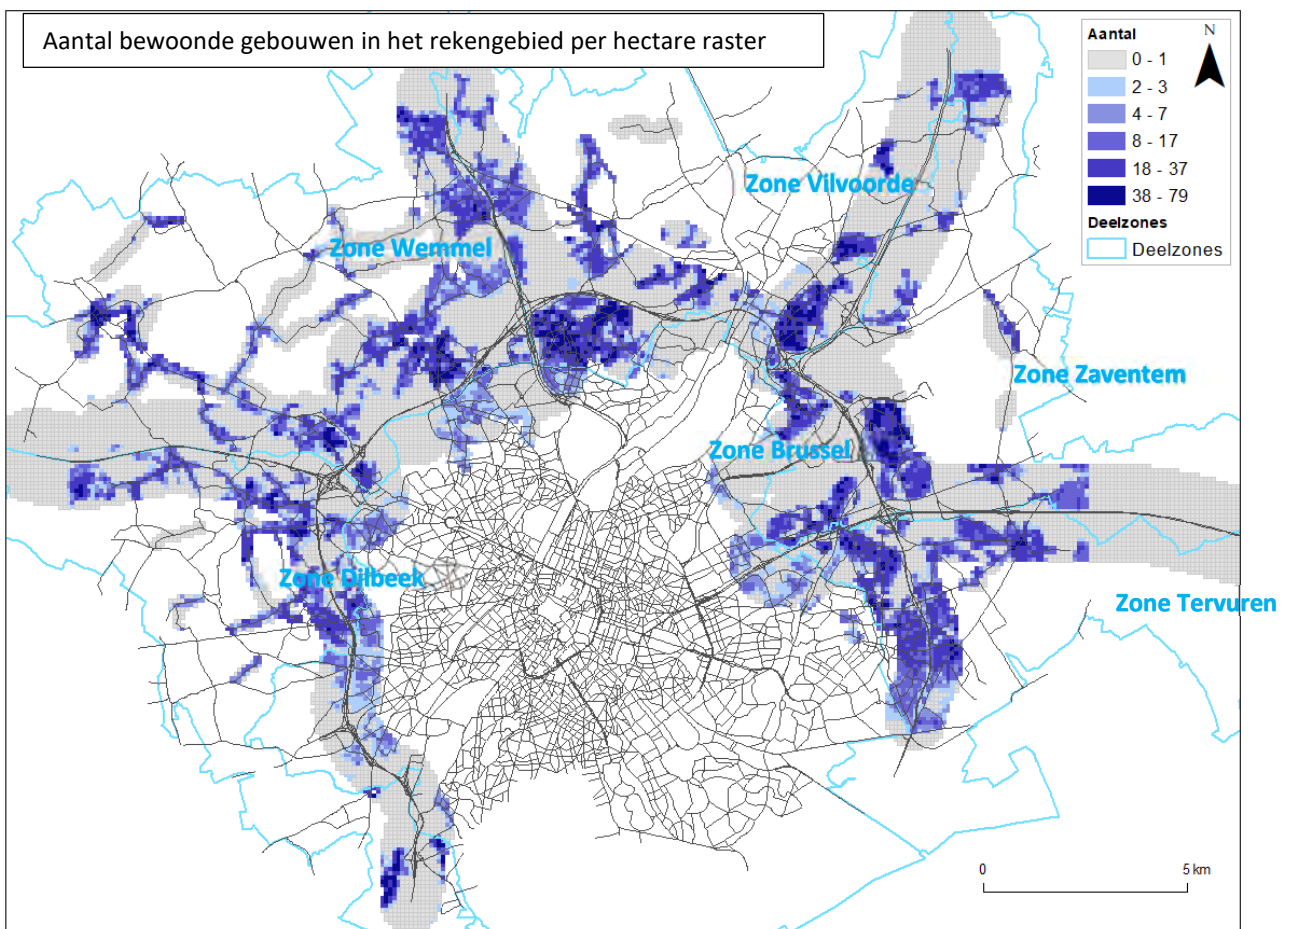 Aantal bewoonde gebouwen in het rekengebied per hectare raster
Aantal
N
0 - 1
2 - 3
4 - 7
8 - 17
18 - 37
38 - 79
Deelzones
Deelzones
Zone Vilvoorde
Zone Wemmel
Zone Zaventem
Zone Brussel
Zone Dilbeek
Zone Tervuren
0 5 km